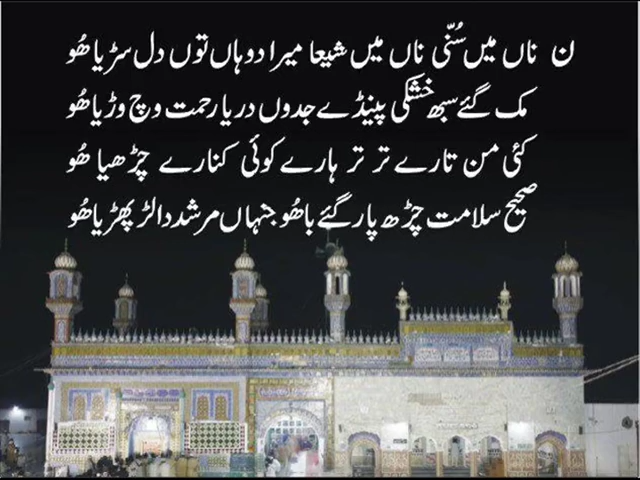 ن ناں میں سُنّی ناں میں شیعا میرا دوہاں توں دل سڑیا ھُو
مک گئے سبھ خشکی پینڈے جدوں دریا رحمت وچ وڑیا ھُو
کئی من تارے تر تر ہارے کوئی کنارے چڑھیا ھُو
صحیح سلامت چڑھ پار گئے باھُو جنہاں مرشد دا لڑ پھڑیا ھُو